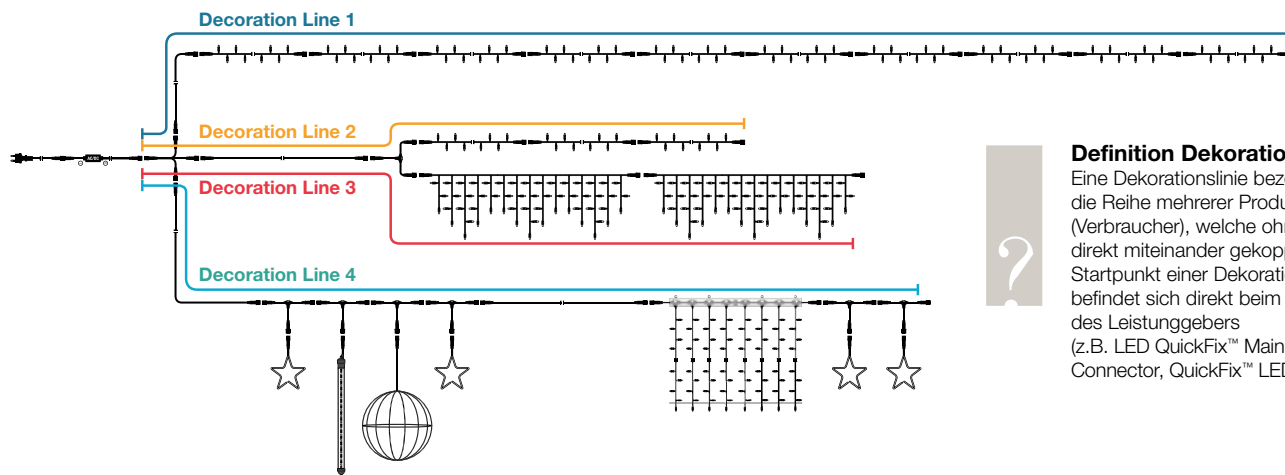 Decoration Line 1
Decoration Line 2
Decoration Line 3
Decoration Line 4
?
Definition Dekoratio
Eine Dekorationslinie beze
die Reihe mehrerer Produ
(Verbraucher), welche ohn
direkt miteinander gekopp
Startpunkt einer Dekoratio
befindet sich direkt beim
des Leistunggebers
(z.B. LED QuickFix™ Main
Connector, QuickFix™ LED